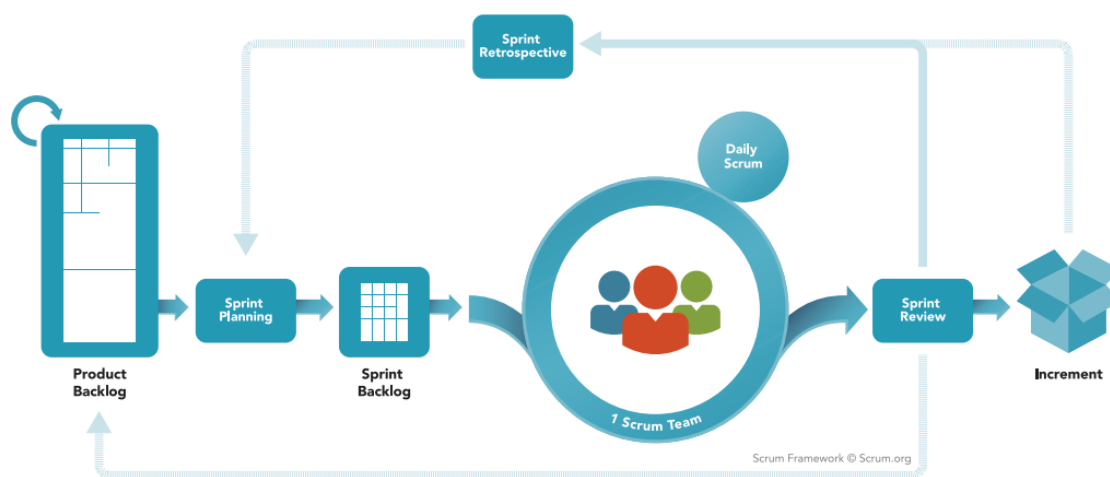 Sprint
Retrospective
Daily
Scrum
Sprint
Planning
Sprint
Review
Product
Backlog
Sprint
Backlog
Increment
1 Scrum Team
Scrum Framework © Scrum.org